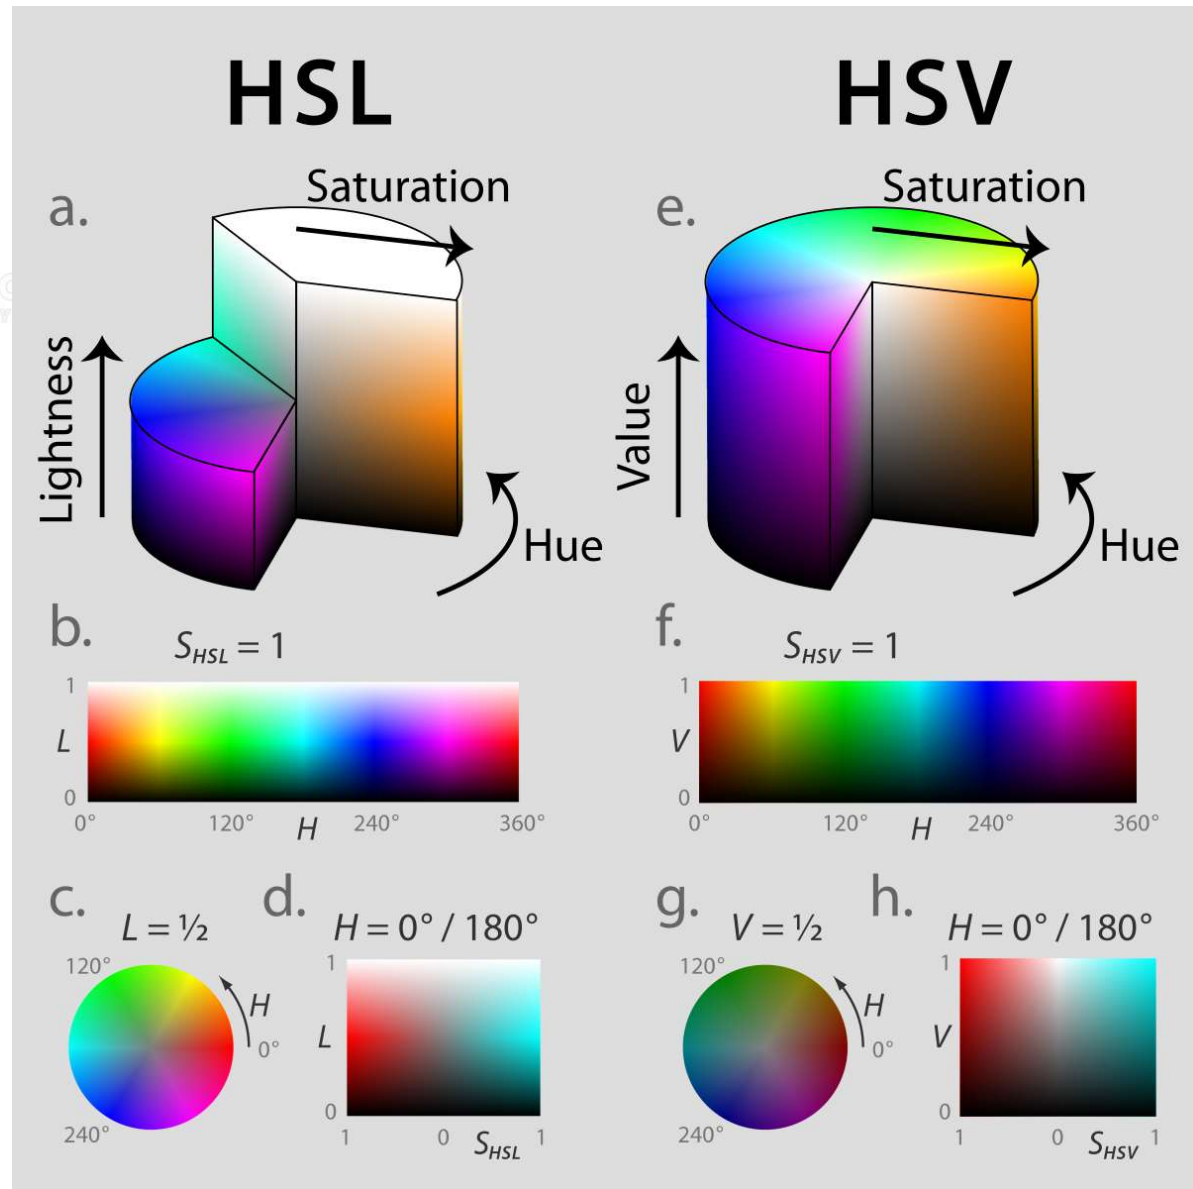 HSL
HSV
a.
Saturation
Lightness
Hue
e.
Saturation
Value
Hue
b.
S_HSL = 1
1
L
0
0°
120°
H
240°
360°
f.
S_HSV = 1
1
V
0
0°
120°
H
240°
360°
c.
L = ½
120°
H
0°
240°
d.
H = 0° / 180°
1
L
0
1
0
S_HSL
1
g.
V = ½
120°
H
0°
240°
h.
H = 0° / 180°
1
V
0
1
0
S_HSV
1